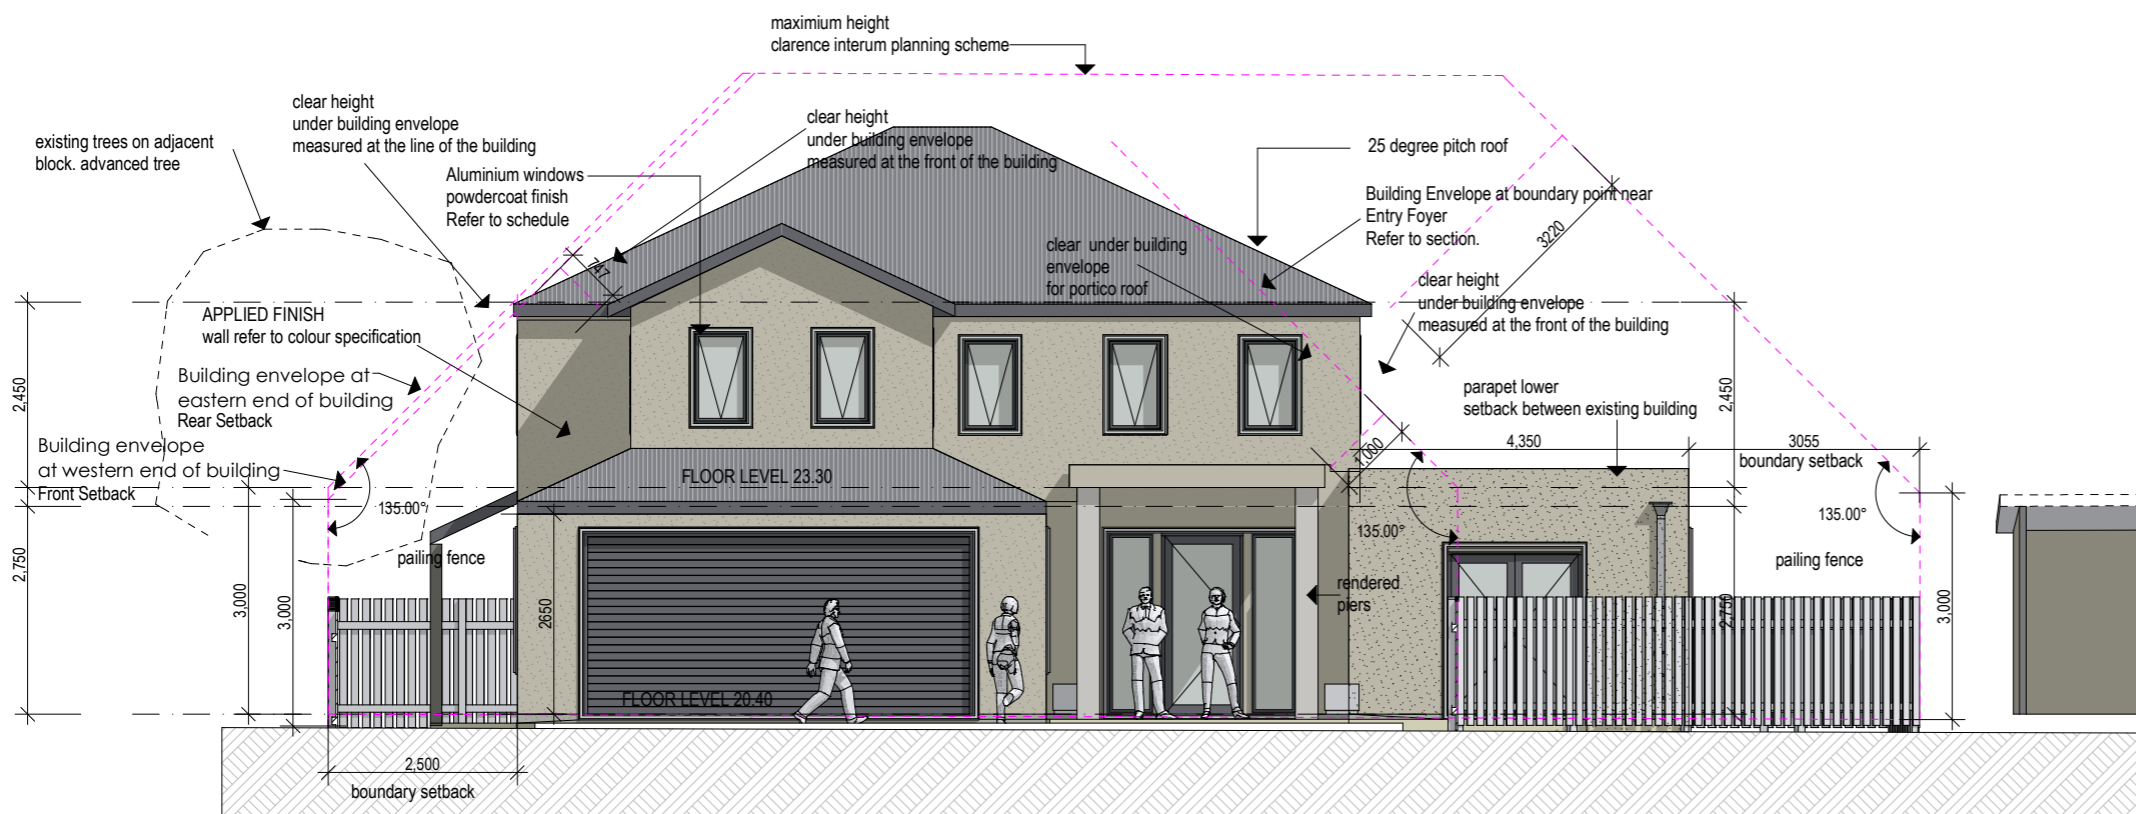 maximium height
clarence interum planning scheme
clear height
under building envelope
measured at the line of the building
existing trees on adjacent
block. advanced tree
clear height
under building envelope
measured at the front of the building
Aluminium windows
powdercoat finish
Refer to schedule
25 degree pitch roof
Building Envelope at boundary point near
Entry Foyer
Refer to section.
3220
747
clear under building
envelope
for portico roof
clear height
under building envelope
measured at the front of the building
APPLIED FINISH
wall refer to colour specification
Building envelope at
eastern end of building
Rear Setback
Building envelope
at western end of building
Front Setback
parapet lower
setback between existing building
2,450
2,450
4,350
3055
boundary setback
1,000
FLOOR LEVEL 23.30
135.00°
135.00°
135.00°
pailing fence
pailing fence
rendered
piers
2,750
3,000
3,000
2650
2,750
3,000
FLOOR LEVEL 20.40
2,500
boundary setback